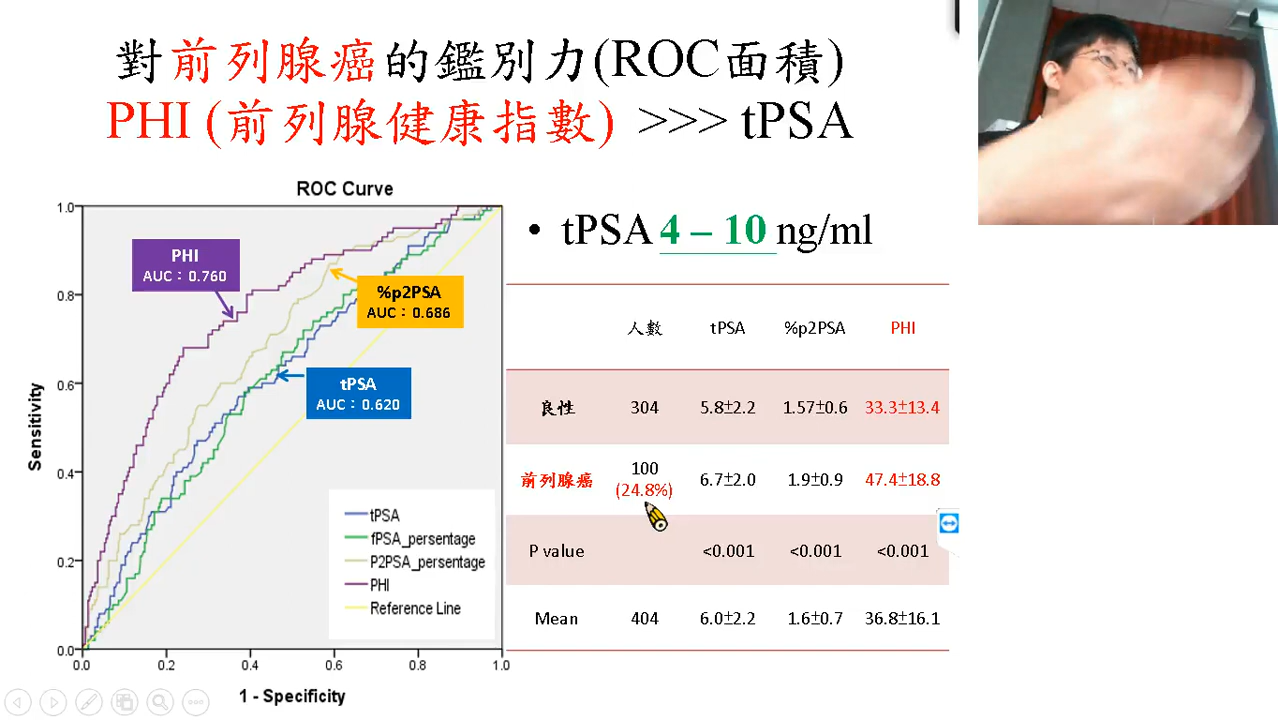 對前列腺癌的鑑別力(ROC面積)
PHI (前列腺健康指數) >>> tPSA
ROC Curve
1.0
0.8
0.6
0.4
0.2
0.0
0.0 0.2 0.4 0.6 0.8 1.0
Sensitivity
1 - Specificity
PHI
AUC：0.760
%p2PSA
AUC：0.686
tPSA
AUC：0.620
tPSA
fPSA_persentage
P2PSA_persentage
PHI
Reference Line
• tPSA 4 – 10 ng/ml
人數 tPSA %p2PSA PHI
良性 304 5.8±2.2 1.57±0.6 33.3±13.4
前列腺癌 100 (24.8%) 6.7±2.0 1.9±0.9 47.4±18.8
P value <0.001 <0.001 <0.001
Mean 404 6.0±2.2 1.6±0.7 36.8±16.1